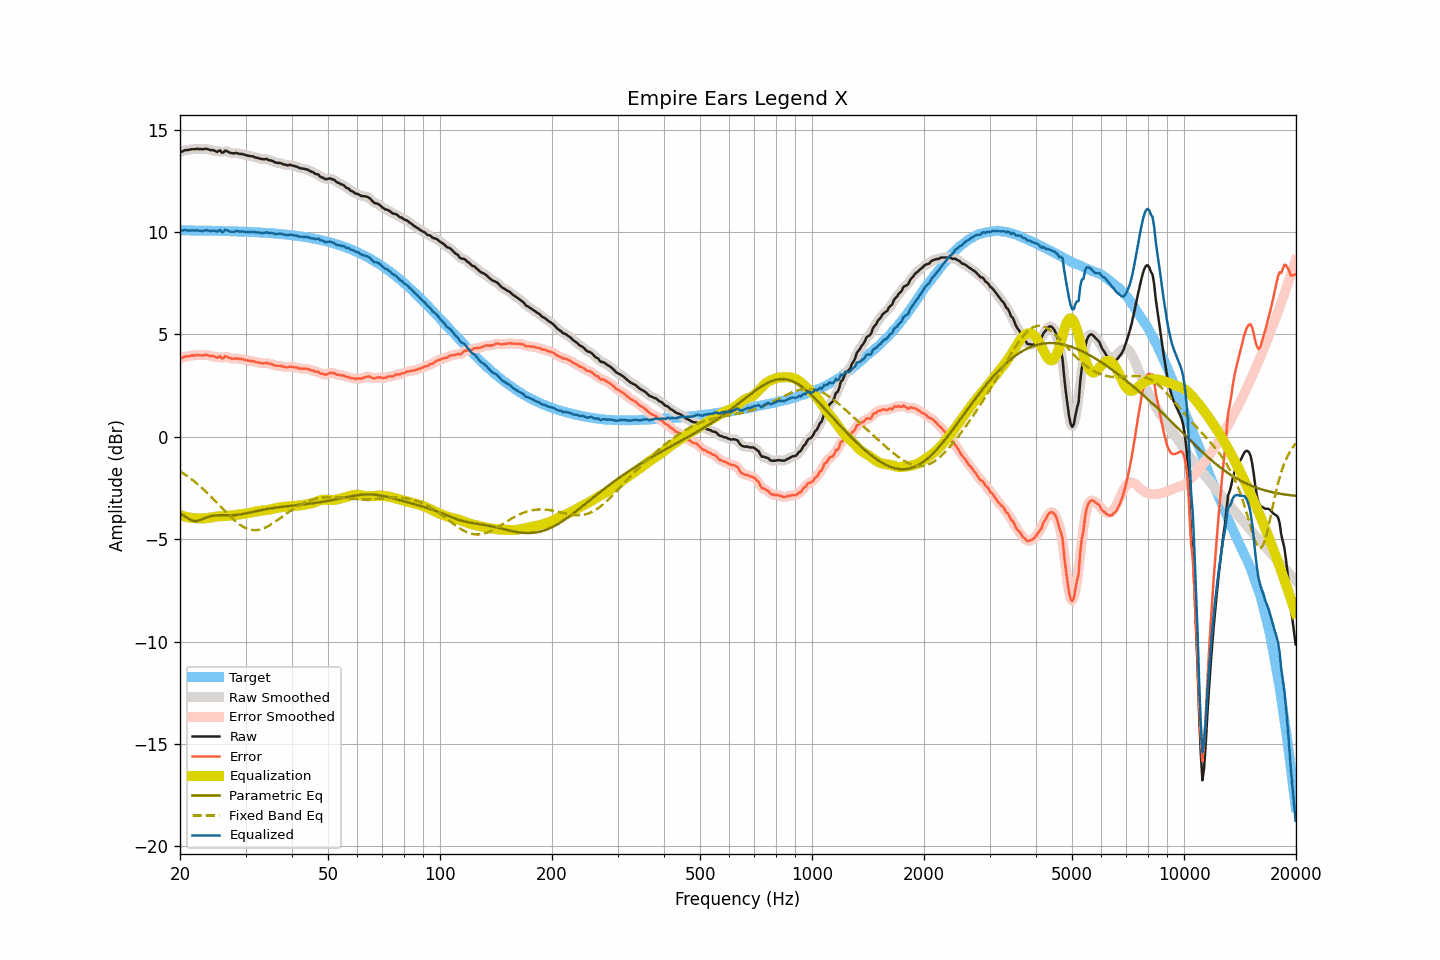 Empire Ears Legend X
15
10
5
0
−5
−10
−15
−20
Amplitude (dBr)
Target
Raw Smoothed
Error Smoothed
Raw
Error
Equalization
Parametric Eq
Fixed Band Eq
Equalized
20 50 100 200 500 1000 2000 5000 10000 20000
Frequency (Hz)